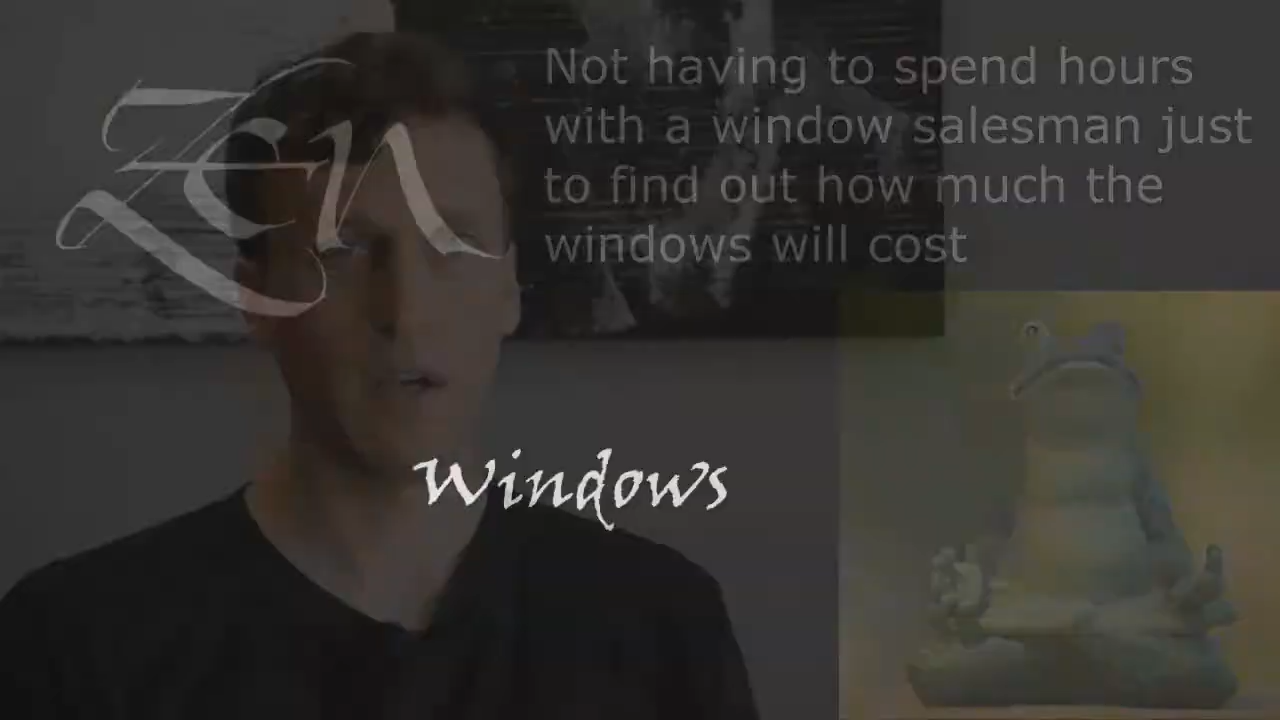 Zen
Not having to spend hours
with a window salesman just
to find out how much the
windows will cost
Windows